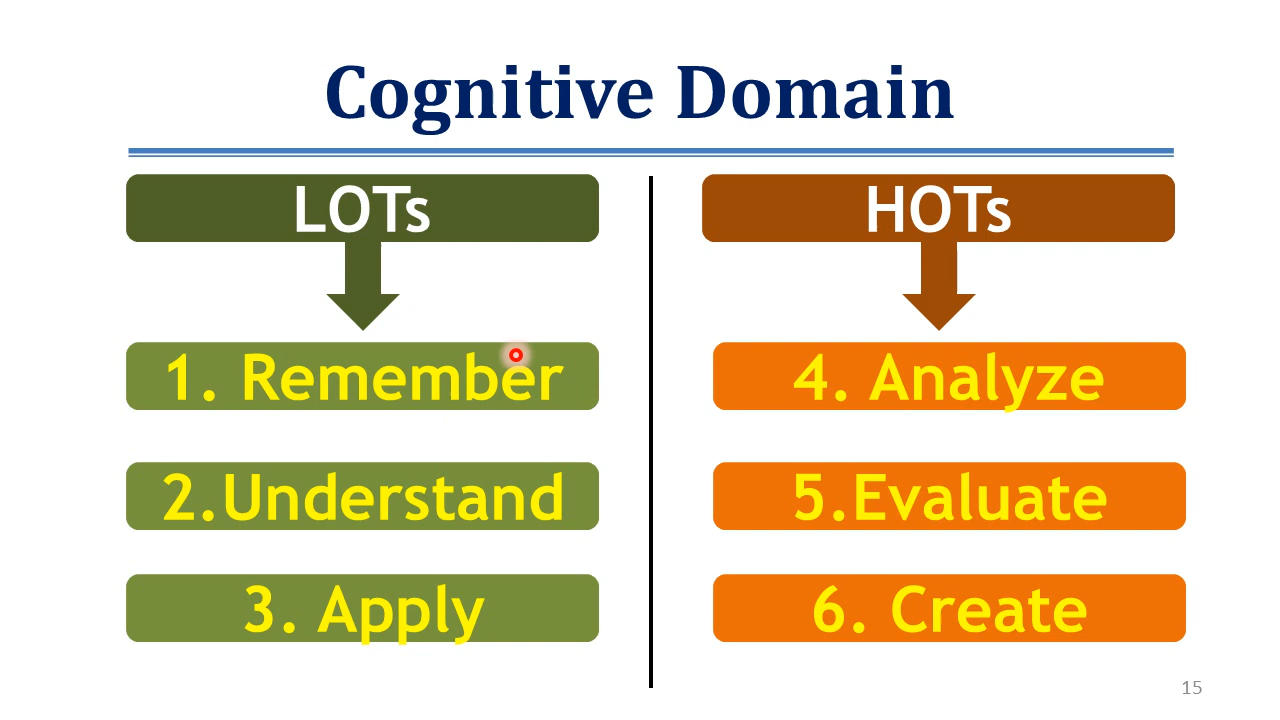 Cognitive Domain
LOTs
1. Remember
2.Understand
3. Apply
HOTs
4. Analyze
5.Evaluate
6. Create
15